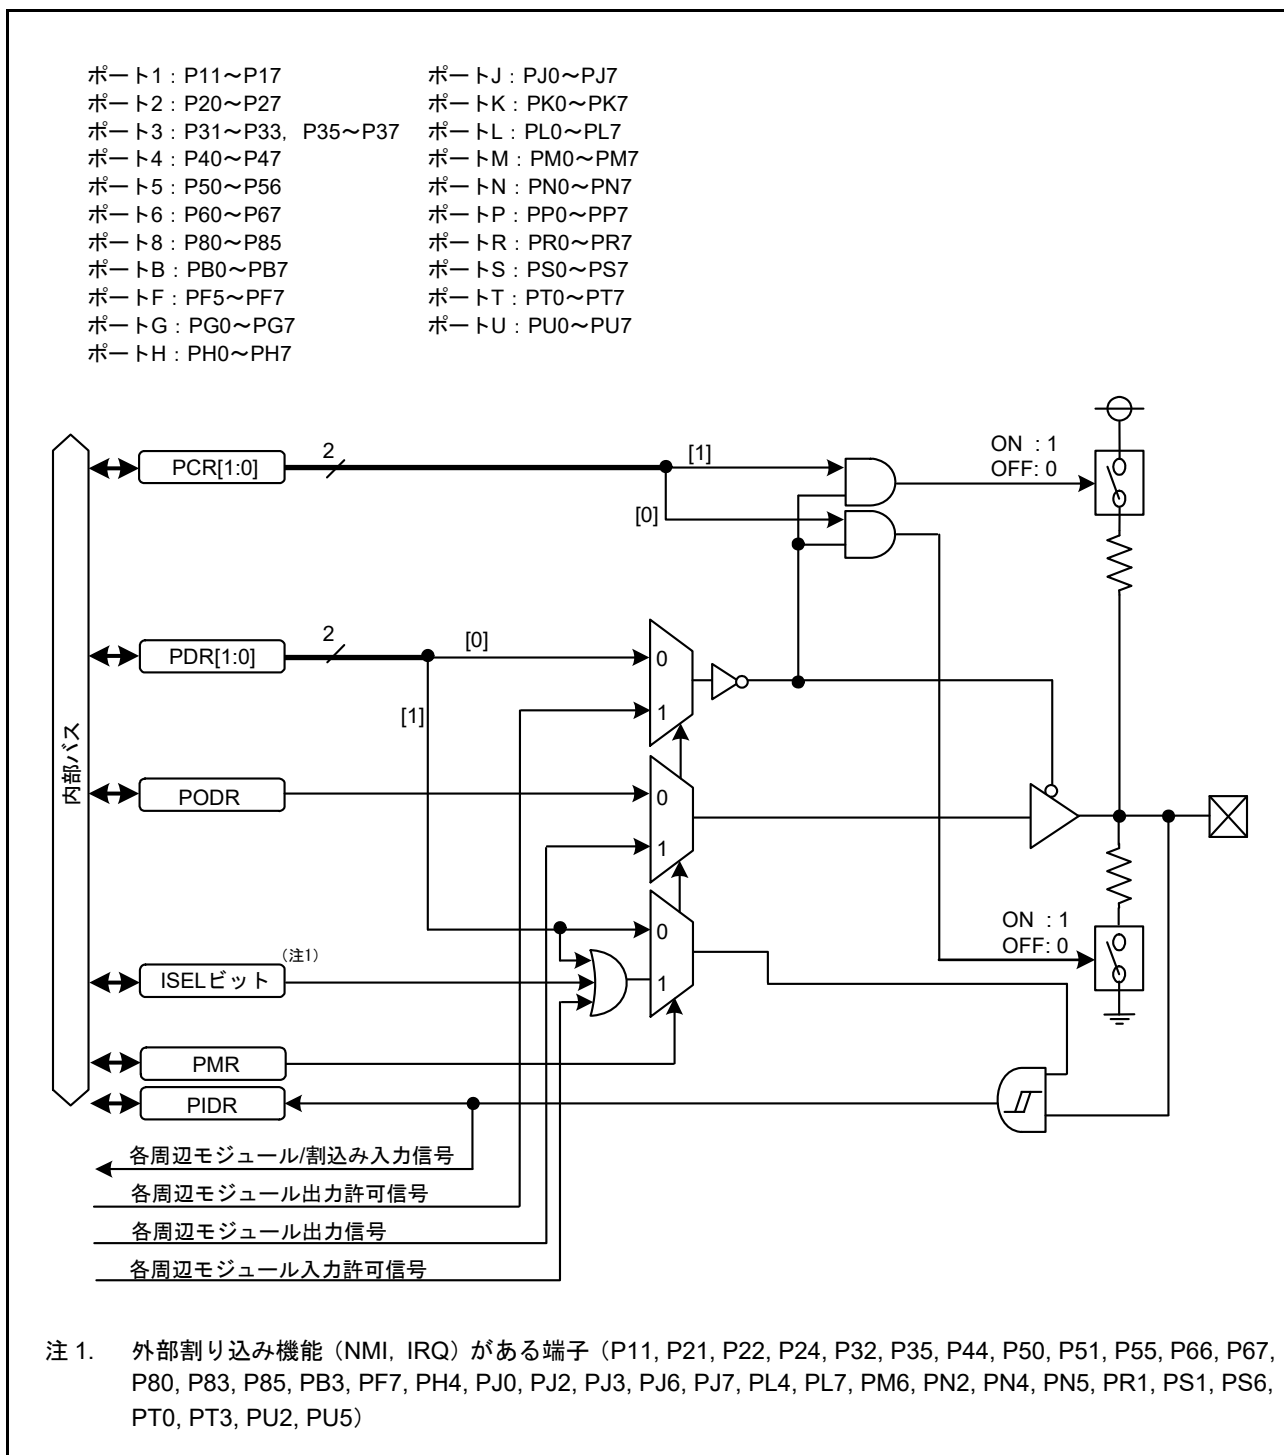 ポート1：P11～P17
ポート2：P20～P27
ポート3：P31～P33, P35～P37
ポート4：P40～P47
ポート5：P50～P56
ポート6：P60～P67
ポート8：P80～P85
ポートB：PB0～PB7
ポートF：PF5～PF7
ポートG：PG0～PG7
ポートH：PH0～PH7
ポートJ：PJ0～PJ7
ポートK：PK0～PK7
ポートL：PL0～PL7
ポートM：PM0～PM7
ポートN：PN0～PN7
ポートP：PP0～PP7
ポートR：PR0～PR7
ポートS：PS0～PS7
ポートT：PT0～PT7
ポートU：PU0～PU7
内部バス
PCR[1:0]
2
[1]
[0]
ON : 1
OFF: 0
PDR[1:0]
2
[0]
[1]
0
1
PODR
0
1
ISELビット
(注1)
0
1
ON : 1
OFF: 0
PMR
PIDR
各周辺モジュール/割込み入力信号
各周辺モジュール出力許可信号
各周辺モジュール出力信号
各周辺モジュール入力許可信号
注 1. 外部割り込み機能（NMI, IRQ）がある端子（P11, P21, P22, P24, P32, P35, P44, P50, P51, P55, P66, P67,
P80, P83, P85, PB3, PF7, PH4, PJ0, PJ2, PJ3, PJ6, PJ7, PL4, PL7, PM6, PN2, PN4, PN5, PR1, PS1, PS6,
PT0, PT3, PU2, PU5）